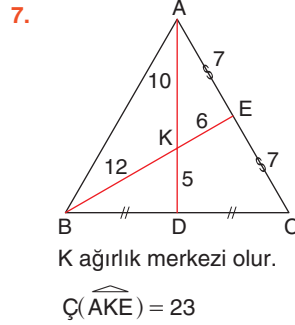 7.
A
7
10
E
6
K
7
12
5
B D C
K ağırlık merkezi olur.
Ç(AKE) = 23